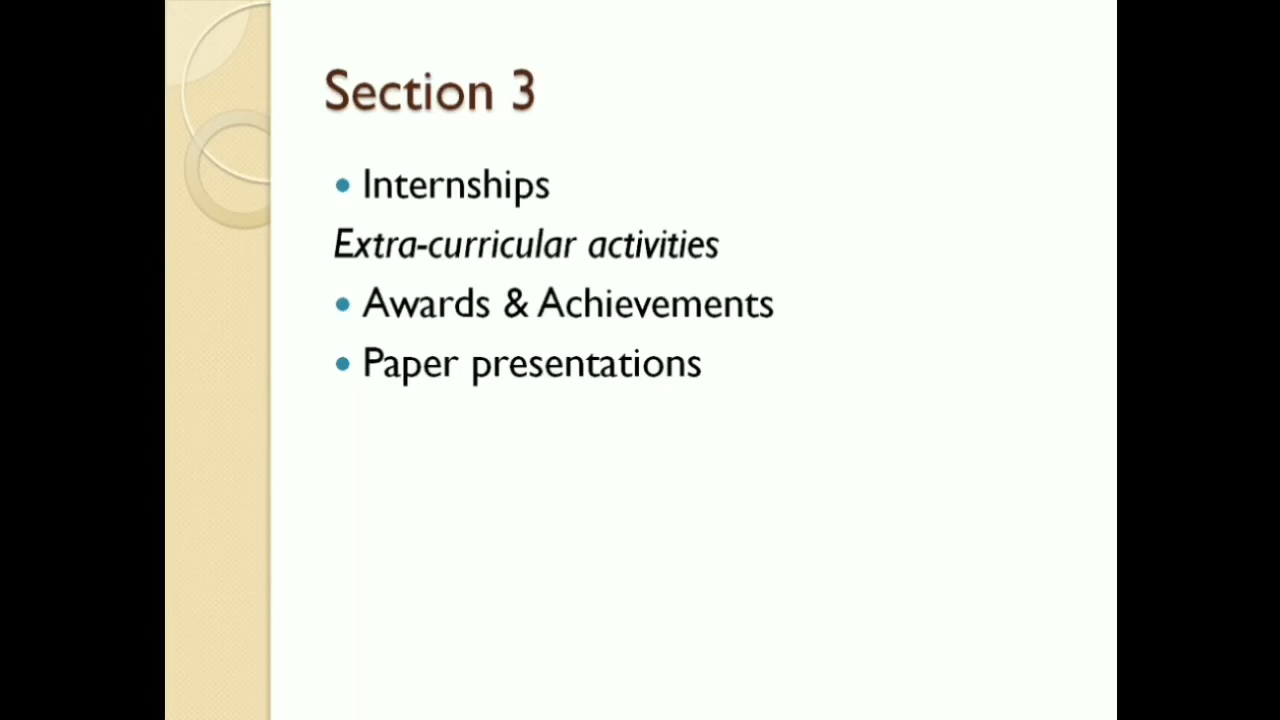 Section 3
• Internships
Extra-curricular activities
• Awards & Achievements
• Paper presentations